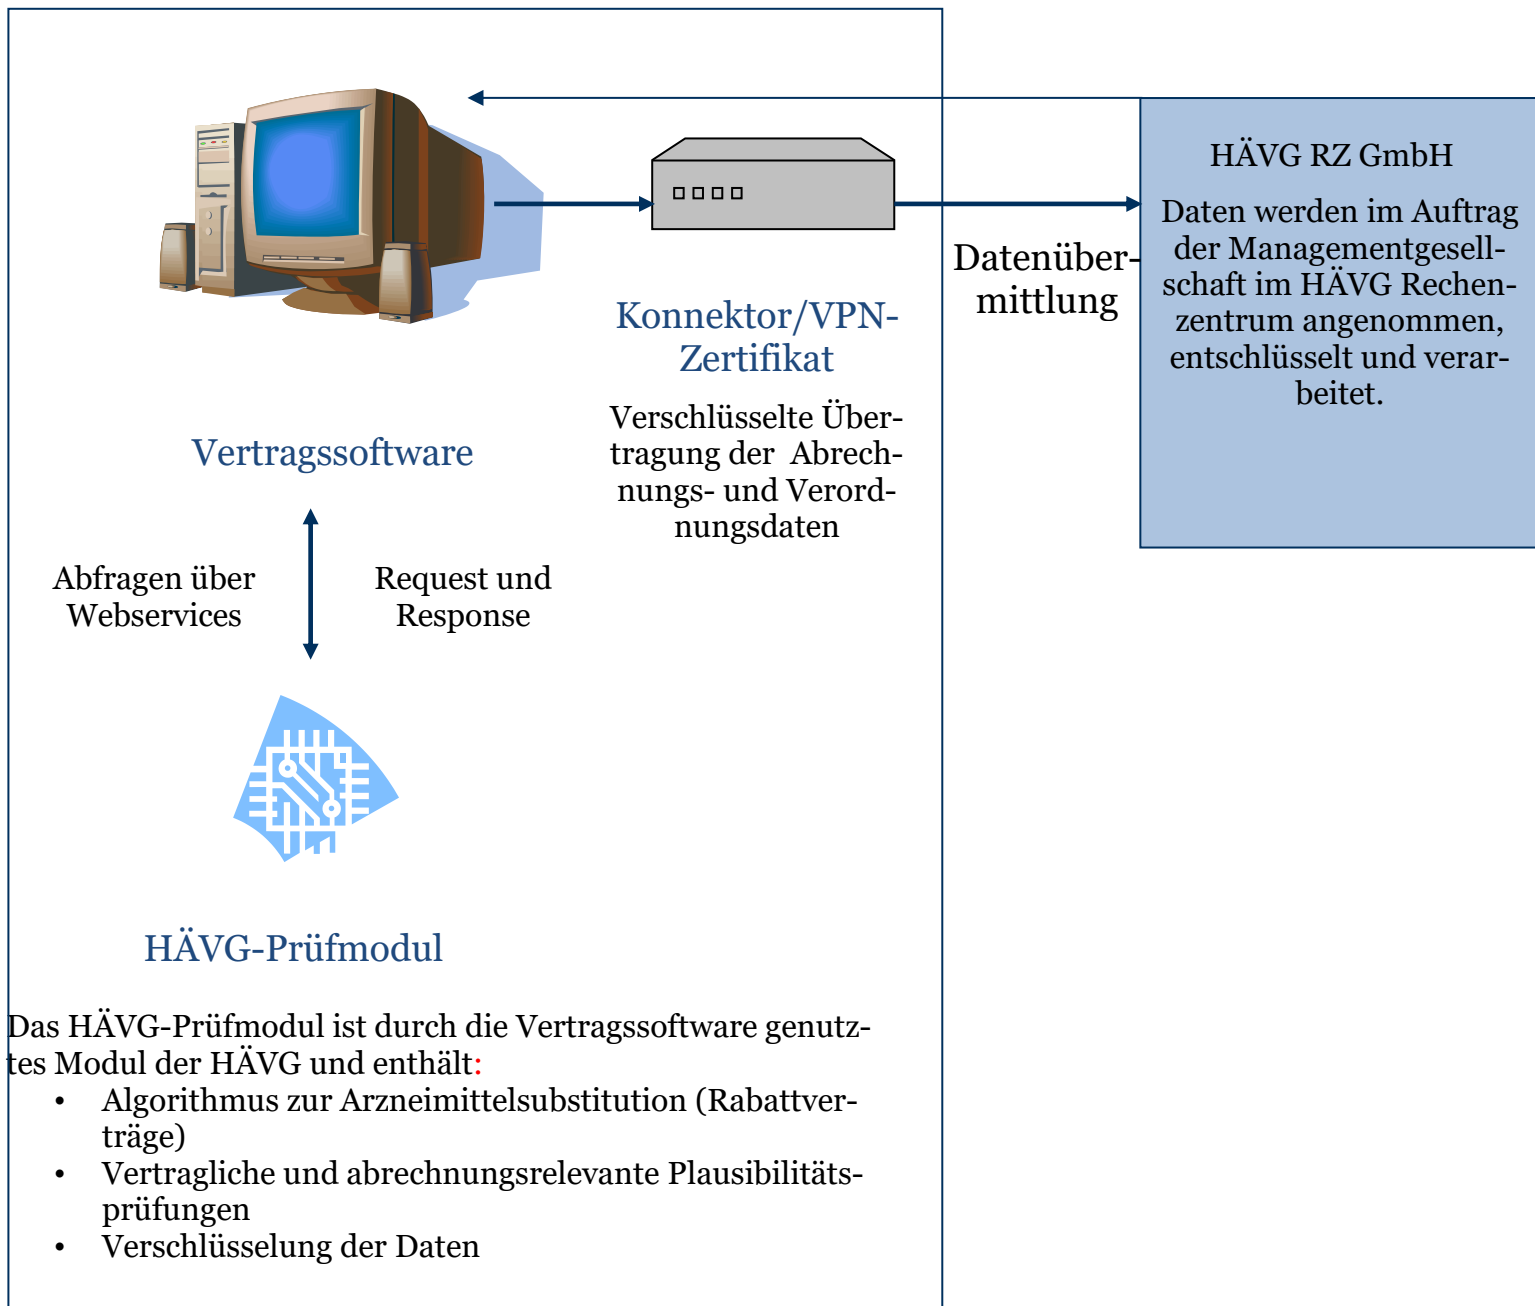 HÄVG RZ GmbH
Daten werden im Auftrag
der Managementgesell-
schaft im HÄVG Rechen-
zentrum angenommen,
entschlüsselt und verar-
beitet.
Datenüber-
mittlung
Konnektor/VPN-
Zertifikat
Verschlüsselte Über-
tragung der Abrech-
nungs- und Verord-
nungsdaten
Vertragssoftware
Abfragen über
Webservices
Request und
Response
HÄVG-Prüfmodul
Das HÄVG-Prüfmodul ist durch die Vertragssoftware genutz-
tes Modul der HÄVG und enthält:
• Algorithmus zur Arzneimittelsubstitution (Rabattver-
träge)
• Vertragliche und abrechnungsrelevante Plausibilitäts-
prüfungen
• Verschlüsselung der Daten